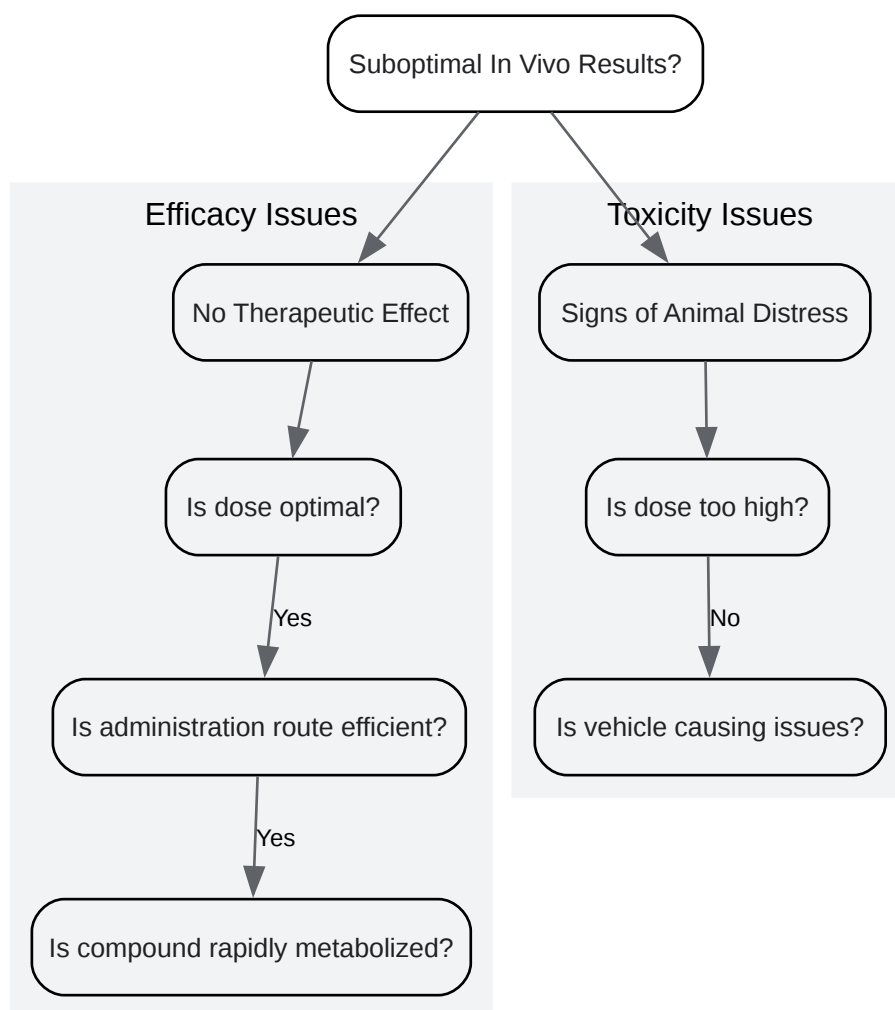 Suboptimal In Vivo Results?
Efficacy Issues
No Therapeutic Effect
Is dose optimal?
Yes
Is administration route efficient?
Yes
Is compound rapidly metabolized?
Toxicity Issues
Signs of Animal Distress
Is dose too high?
No
Is vehicle causing issues?